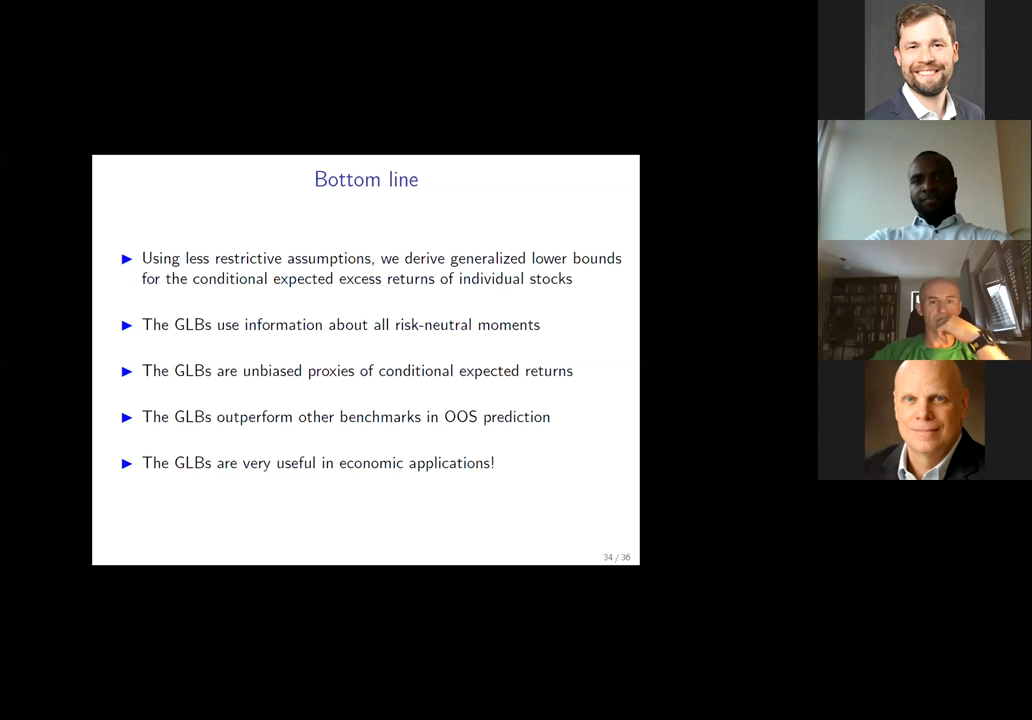 Bottom line
Using less restrictive assumptions, we derive generalized lower bounds
for the conditional expected excess returns of individual stocks
The GLBs use information about all risk-neutral moments
The GLBs are unbiased proxies of conditional expected returns
The GLBs outperform other benchmarks in OOS prediction
The GLBs are very useful in economic applications!
34 / 36